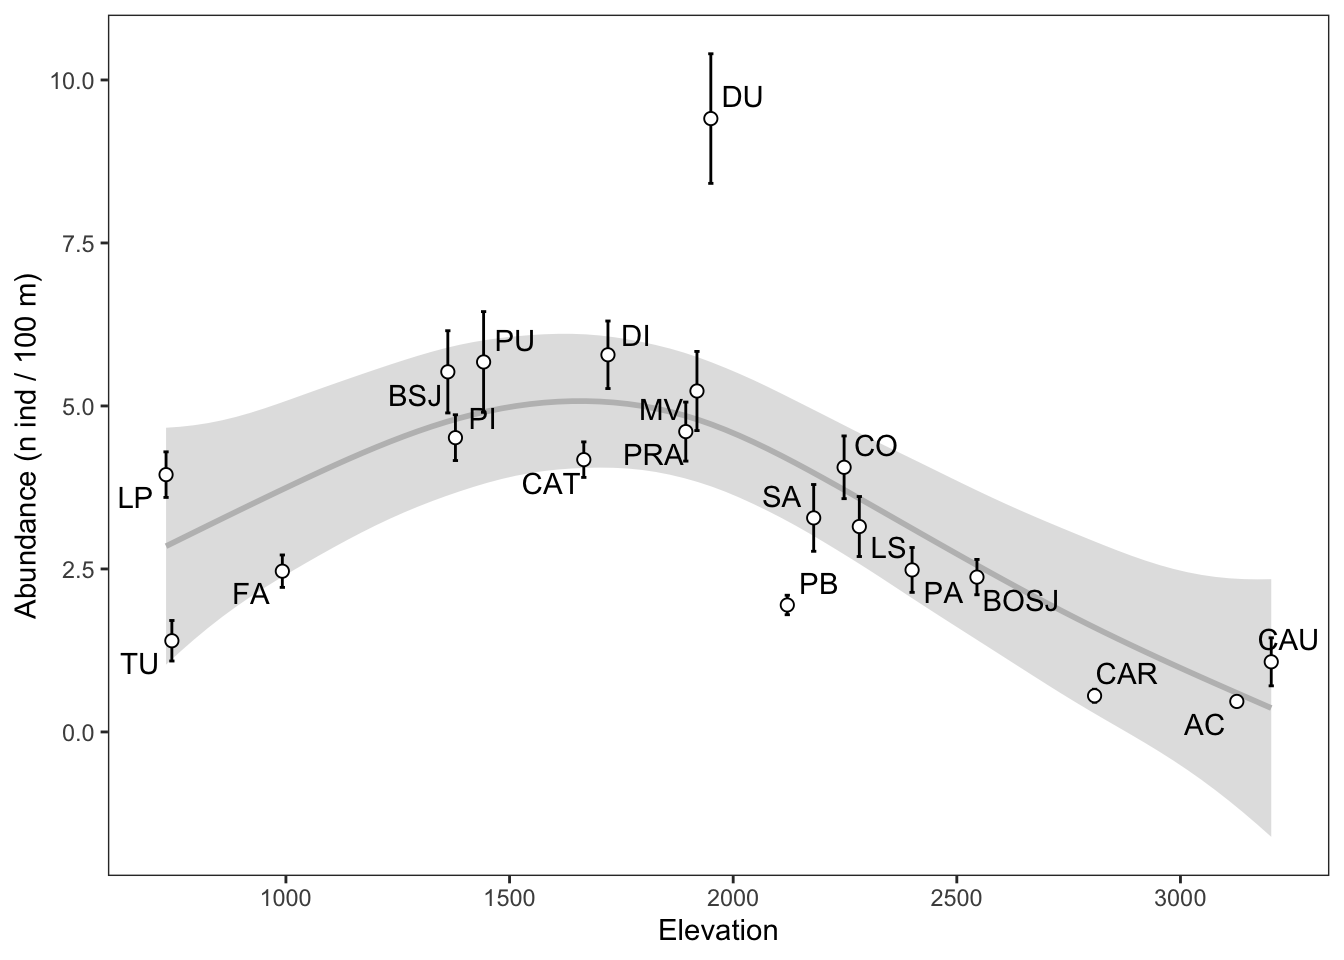 10.0
7.5
5.0
2.5
0.0
Abundance (n ind / 100 m)
DU
PU
DI
BSJ
PI
MV
PRA
CAT
CO
LP
SA
LS
FA
PB
PA
BOSJ
TU
CAU
CAR
AC
1000
1500
2000
2500
3000
Elevation